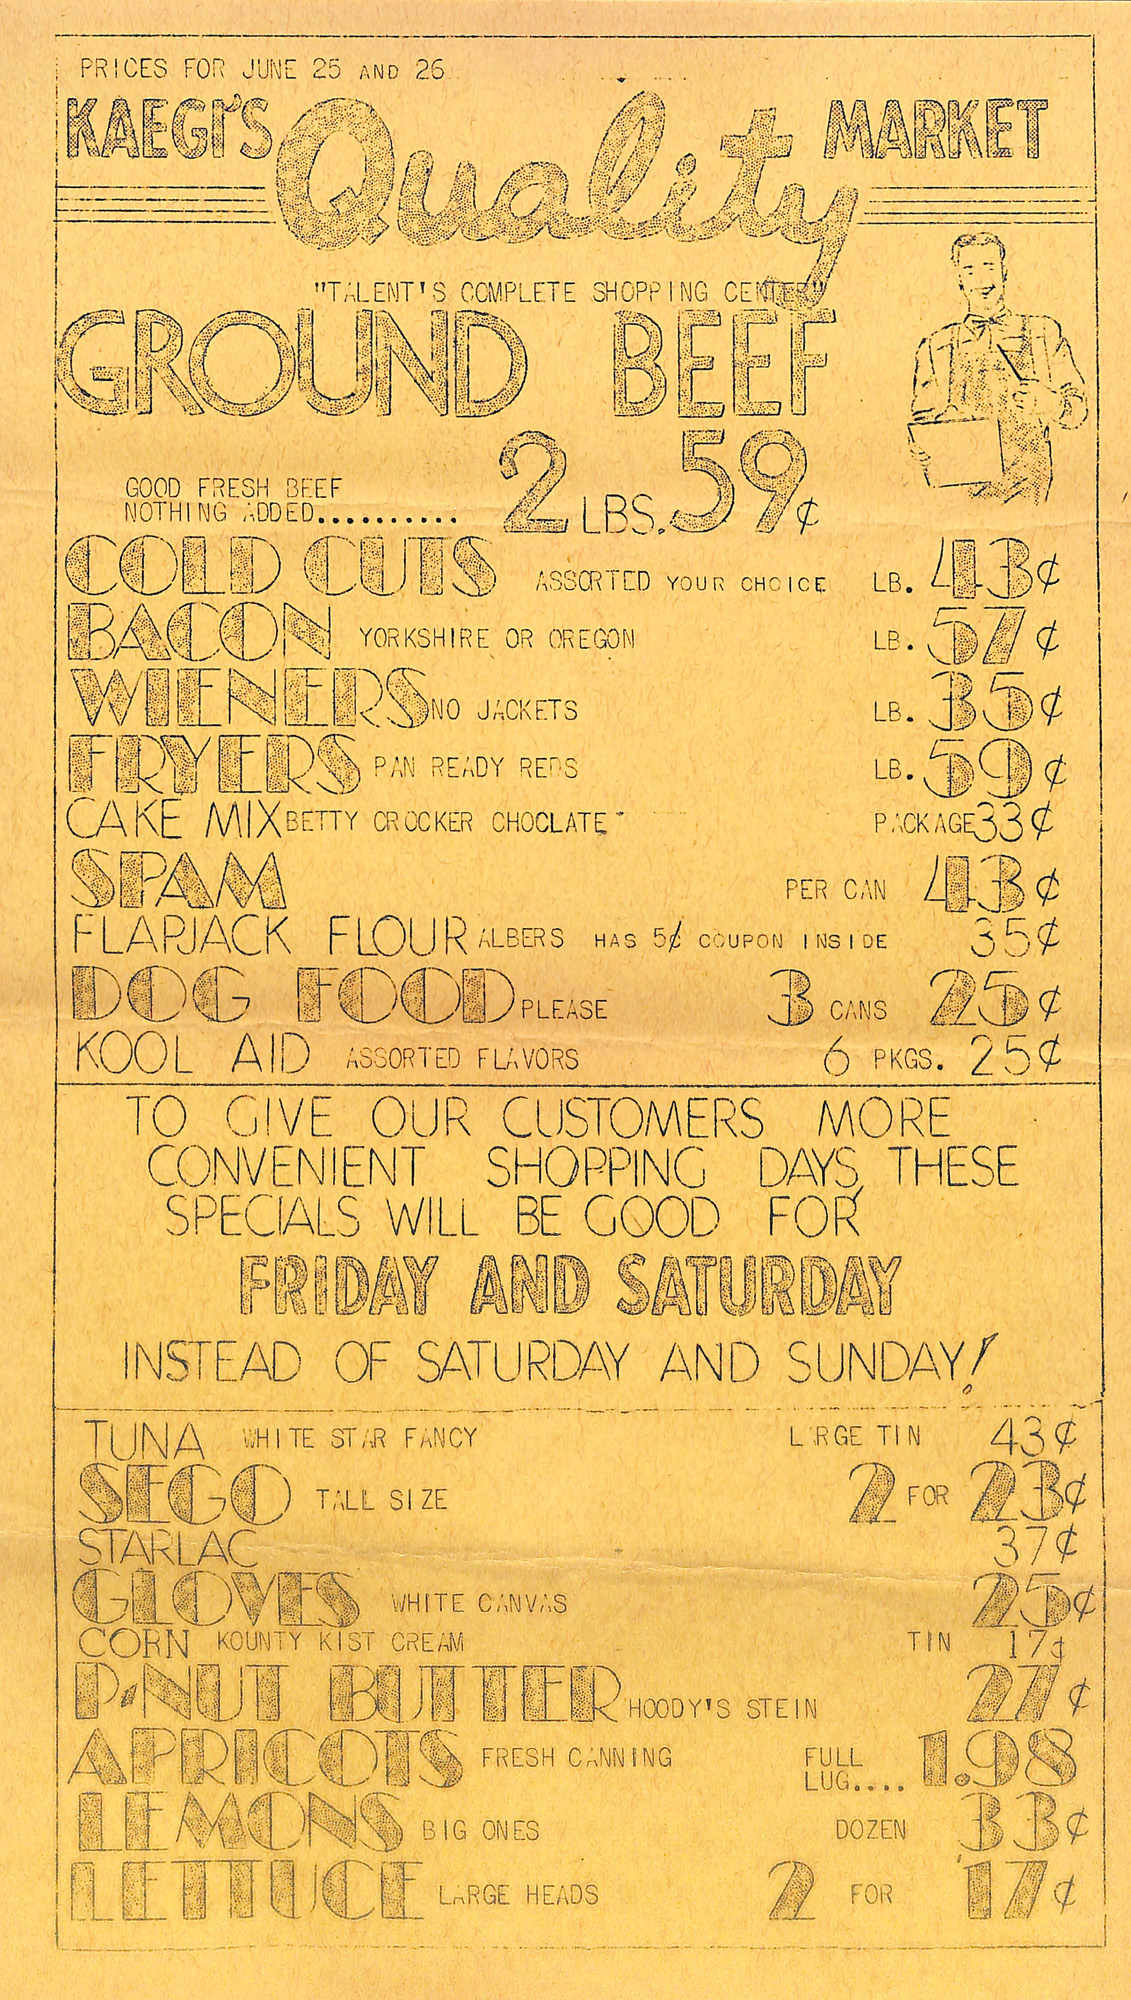 PRICES FOR JUNE 25 AND 26
KAEGI'S Quality MARKET
"TALENT'S COMPLETE SHOPPING CENTER"
GROUND BEEF
GOOD FRESH BEEF
NOTHING ADDED.......... 2 LBS. 59¢
COLD CUTS ASSORTED YOUR CHOICE LB. 43¢
BACON YORKSHIRE OR OREGON LB. 57¢
WIENERS NO JACKETS LB. 35¢
FRYERS PAN READY REDS LB. 59¢
CAKE MIX BETTY CROCKER CHOCLATE PACKAGE 33¢
SPAM PER CAN 43¢
FLAPJACK FLOUR ALBERS HAS 5¢ COUPON INSIDE 35¢
DOG FOOD PLEASE 3 CANS 25¢
KOOL AID ASSORTED FLAVORS 6 PKGS. 25¢
TO GIVE OUR CUSTOMERS MORE
CONVENIENT SHOPPING DAYS, THESE
SPECIALS WILL BE GOOD FOR
FRIDAY AND SATURDAY
INSTEAD OF SATURDAY AND SUNDAY!
TUNA WHITE STAR FANCY LARGE TIN 43¢
SEGO TALL SIZE 2 FOR 23¢
STARLAC 37¢
GLOVES WHITE CANVAS 25¢
CORN KOUNTY KIST CREAM TIN 17¢
P-NUT BUTTER HOODY'S STEIN 27¢
APRICOTS FRESH CANNING FULL LUG.... 1.98
LEMONS BIG ONES DOZEN 33¢
LETTUCE LARGE HEADS 2 FOR 17¢